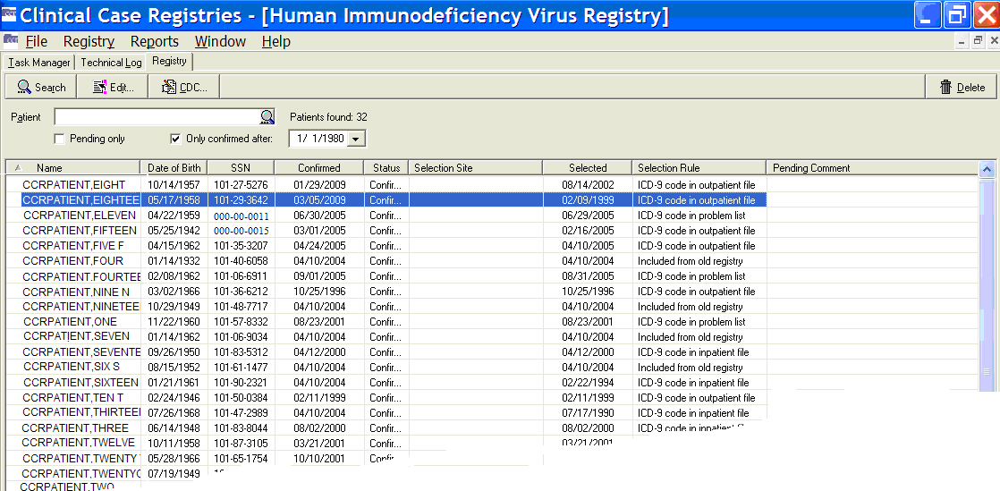 Clinical Case Registries - [Human Immunodeficiency Virus Registry]
File Registry Reports Window Help
Task Manager Technical Log Registry
Search Edit... CDC... Delete
Patient Patients found: 32
Pending only Only confirmed after: 1/ 1/1980
Name Date of Birth SSN Confirmed Status Selection Site Selected Selection Rule Pending Comment
CCRPATIENT,EIGHT 10/14/1957 101-27-5276 01/29/2009 Confir... 08/14/2002 ICD-9 code in outpatient file
CCRPATIENT,EIGHTEE 05/17/1958 101-29-3642 03/05/2009 Confir... 02/09/1999 ICD-9 code in outpatient file
CCRPATIENT,ELEVEN 04/22/1959 000-00-0011 06/30/2005 Confir... 06/29/2005 ICD-9 code in problem list
CCRPATIENT,FIFTEEN 05/25/1942 000-00-0015 03/01/2005 Confir... 02/16/2005 ICD-9 code in outpatient file
CCRPATIENT,FIVE F 04/15/1962 101-35-3207 04/24/2005 Confir... 04/10/2005 ICD-9 code in outpatient file
CCRPATIENT,FOUR 01/14/1932 101-40-6058 04/10/2004 Confir... 04/10/2004 Included from old registry
CCRPATIENT,FOURTEE 02/08/1962 101-06-6911 09/01/2005 Confir... 08/31/2005 ICD-9 code in problem list
CCRPATIENT,NINE N 03/02/1966 101-36-6212 10/25/1996 Confir... 10/25/1996 ICD-9 code in outpatient file
CCRPATIENT,NINETEE 10/29/1949 101-48-7717 04/10/2004 Confir... 04/10/2004 Included from old registry
CCRPATIENT,ONE 11/22/1960 101-57-8332 08/23/2001 Confir... 08/23/2001 ICD-9 code in problem list
CCRPATIENT,SEVEN 01/14/1962 101-06-9034 04/10/2004 Confir... 04/10/2004 Included from old registry
CCRPATIENT,SEVENTE 09/26/1950 101-83-5312 04/12/2000 Confir... 04/12/2000 ICD-9 code in inpatient file
CCRPATIENT,SIX S 08/15/1952 101-61-1477 04/10/2004 Confir... 04/10/2004 Included from old registry
CCRPATIENT,SIXTEEN 01/21/1961 101-90-2321 04/10/2004 Confir... 02/22/1994 ICD-9 code in inpatient file
CCRPATIENT,TEN T 02/24/1946 101-50-0384 02/11/1999 Confir... 02/11/1999 ICD-9 code in outpatient file
CCRPATIENT,THIRTEE 07/26/1968 101-47-2989 04/10/2004 Confir... 07/17/1990 ICD-9 code in inpatient file
CCRPATIENT,THREE 06/14/1948 101-83-8044 08/02/2000 Confir... 08/02/2000 ICD-9 code in inpatient file
CCRPATIENT,TWELVE 10/11/1958 101-87-3105 03/21/2001 Confir... 03/21/2001
CCRPATIENT,TWENTY 05/28/1966 101-65-1754 10/10/2001 Confir
CCRPATIENT,TWENTYO 07/19/1949
CCRPATIENT,TWO